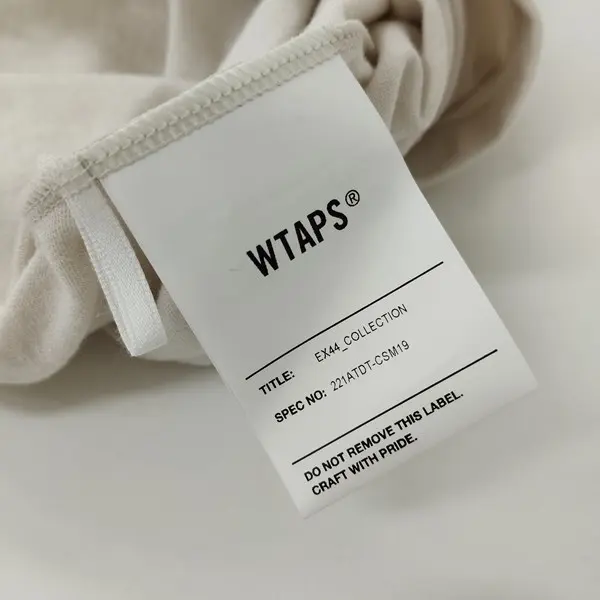 WTAPS®
TITLE: EX44_COLLECTION
SPEC NO: 221ATDT-CSM19
DO NOT REMOVE THIS LABEL.
CRAFT WITH PRIDE.